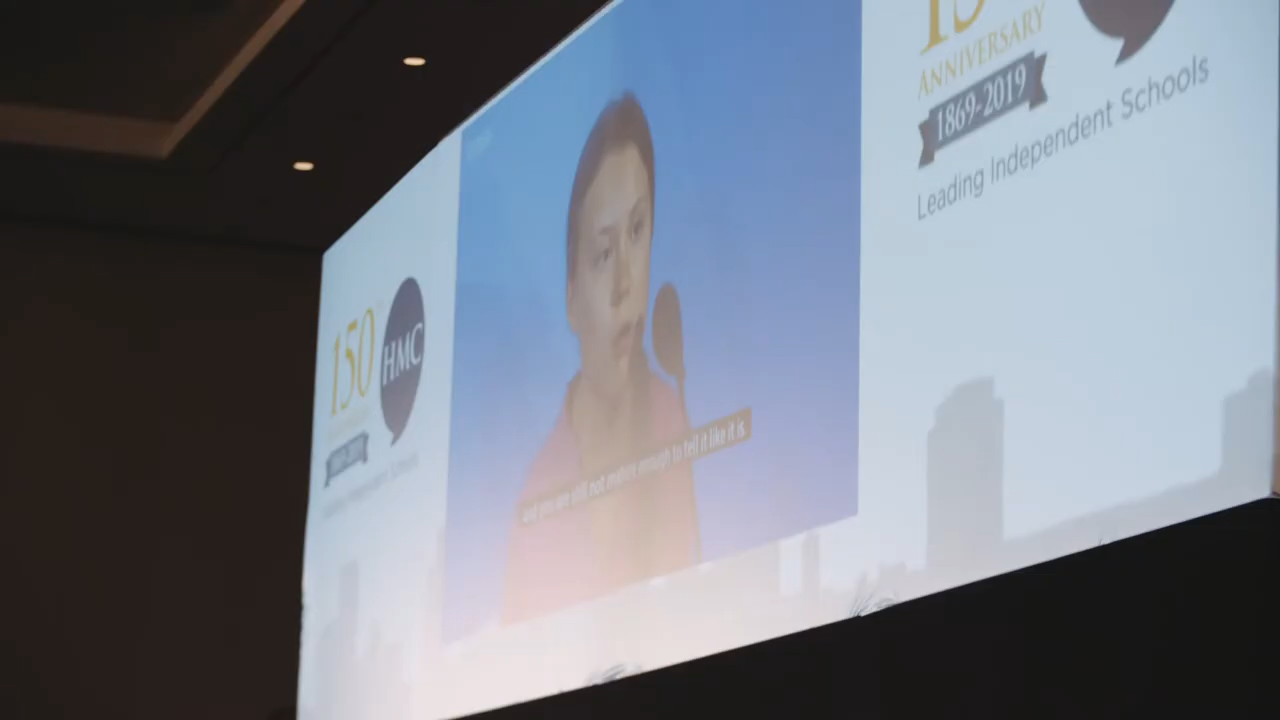 150
HMC
and you are still not mature enough to tell it like it is.
ANNIVERSARY
1869-2019
Leading Independent Schools